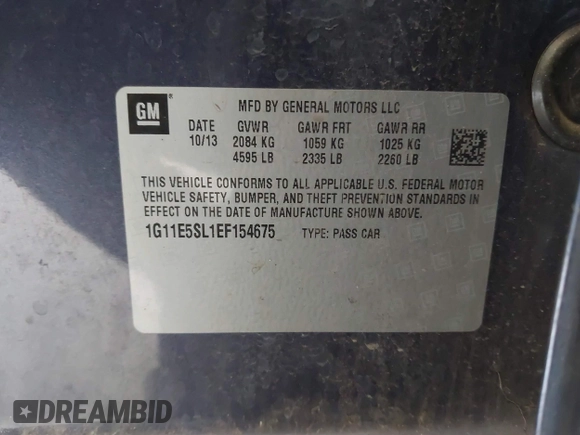 GM ®
MFD BY GENERAL MOTORS LLC
DATE GVWR GAWR FRT GAWR RR
10/13 2084 KG 1059 KG 1025 KG
4595 LB 2335 LB 2260 LB
THIS VEHICLE CONFORMS TO ALL APPLICABLE U.S. FEDERAL MOTOR
VEHICLE SAFETY, BUMPER, AND THEFT PREVENTION STANDARDS IN
EFFECT ON THE DATE OF MANUFACTURE SHOWN ABOVE.
1G11E5SL1EF154675 TYPE: PASS CAR
DREAMBID